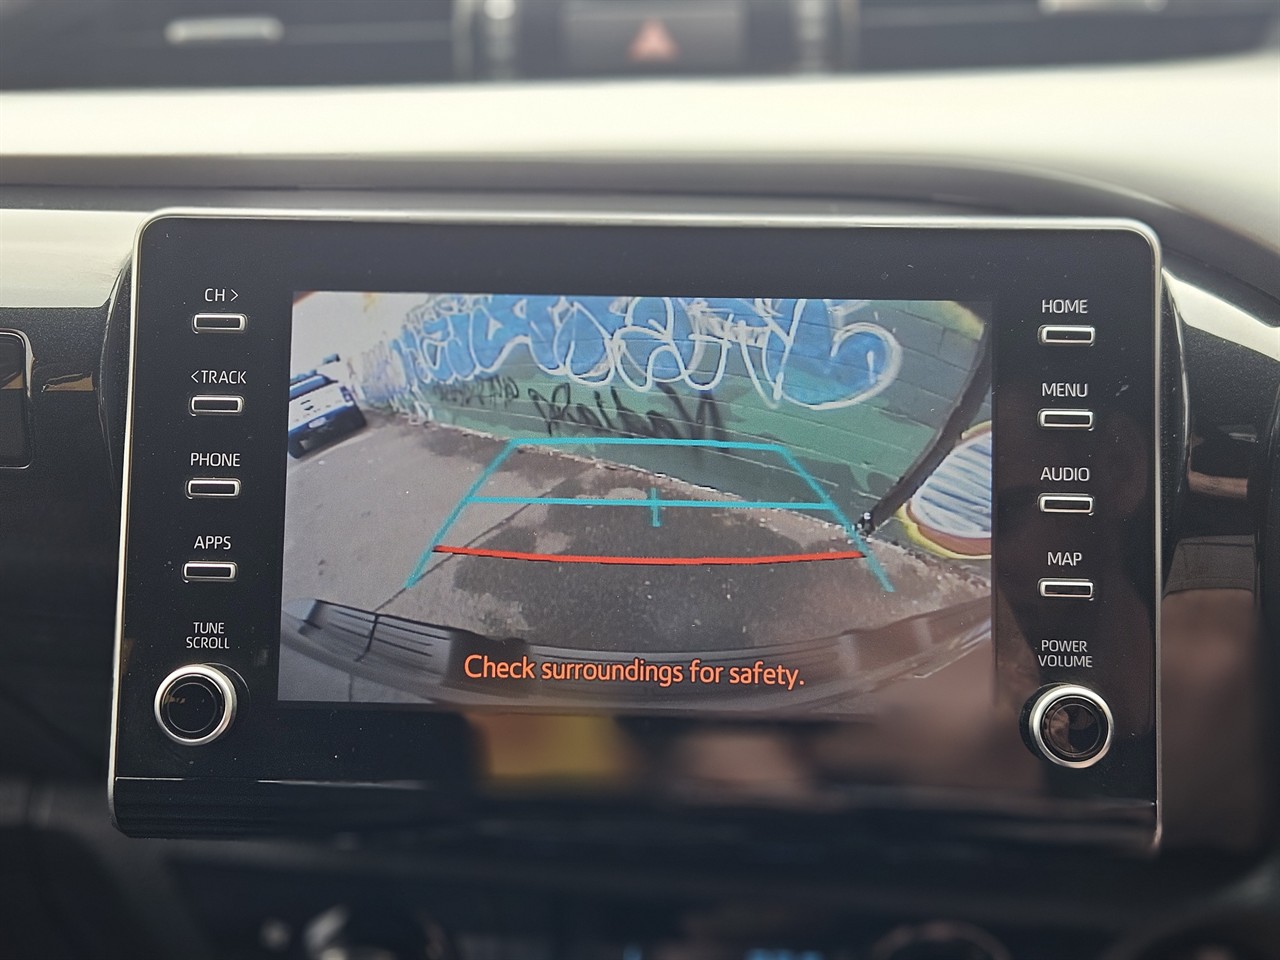 CH >
< TRACK
PHONE
APPS
TUNE
SCROLL
HOME
MENU
AUDIO
MAP
POWER
VOLUME
Check surroundings for safety.